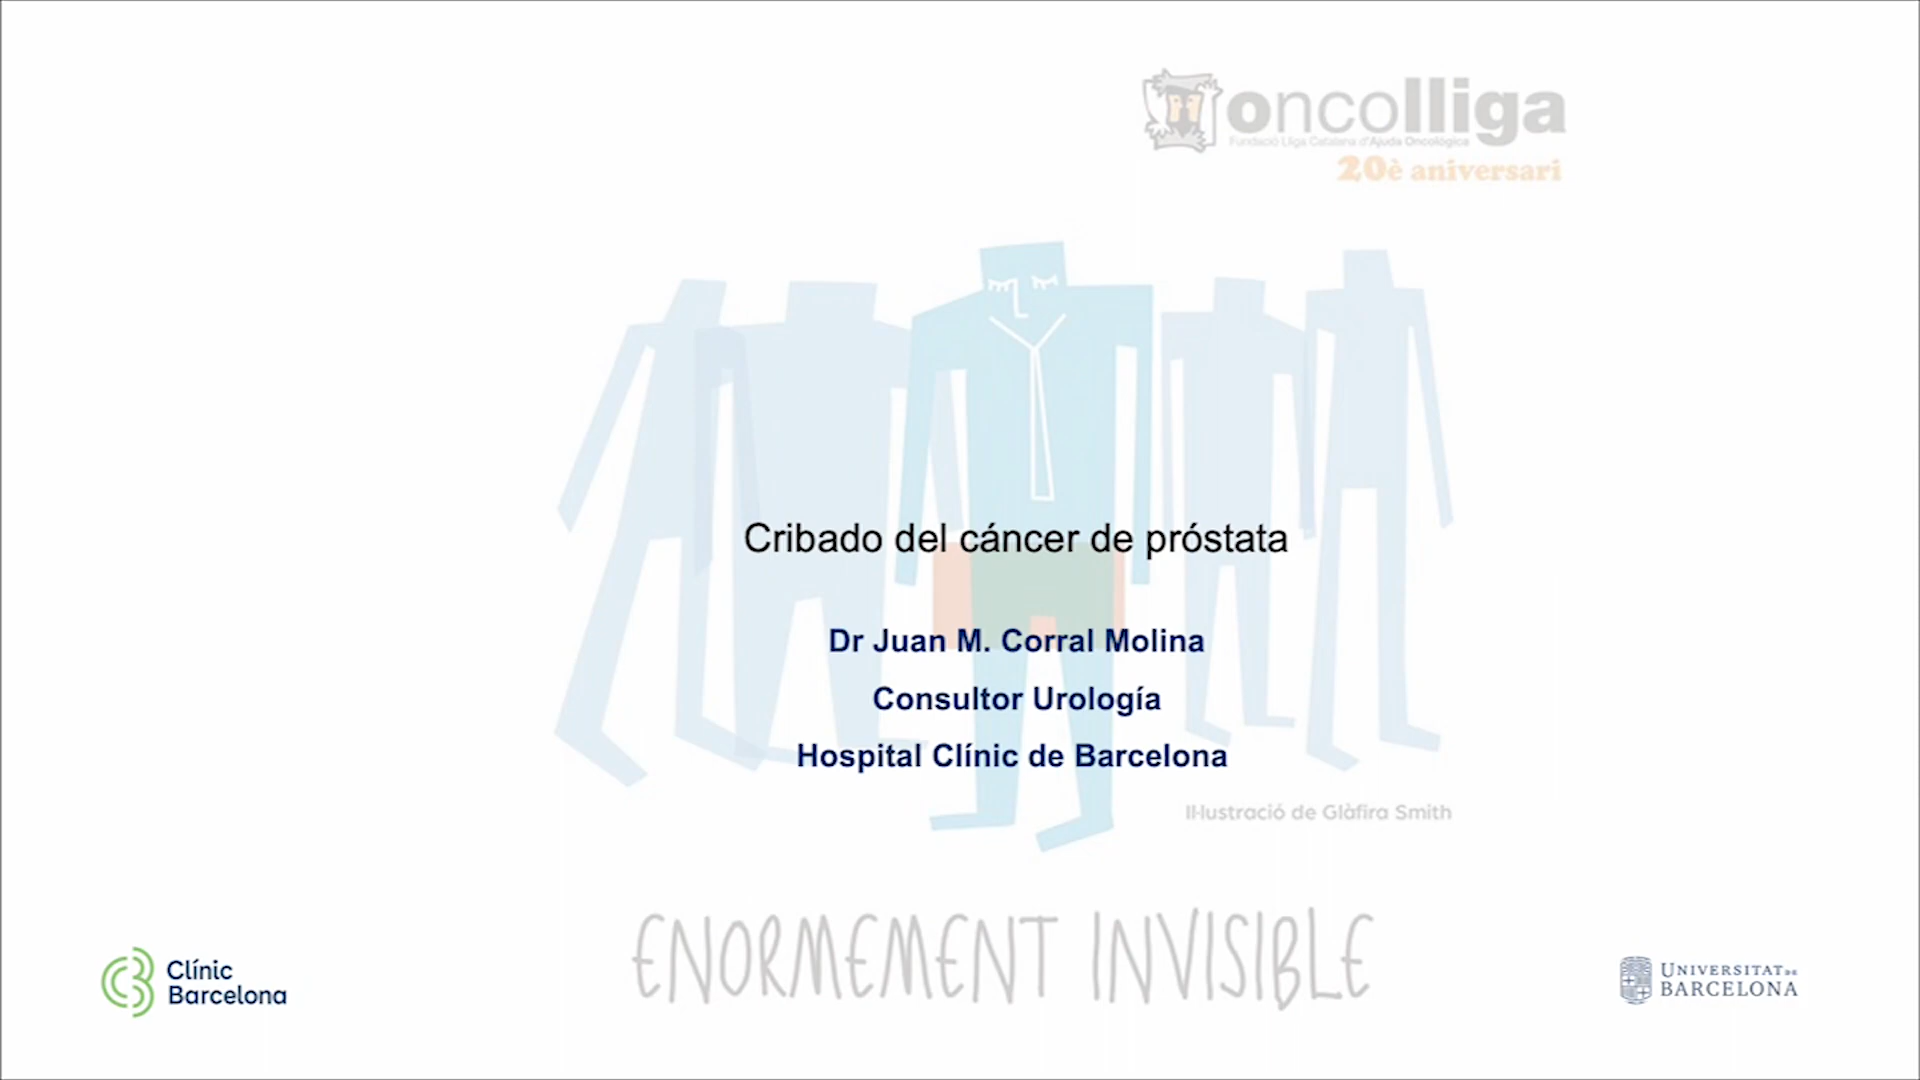 oncolliga
Fundació Lliga Catalana d'Ajuda Oncològica
20è aniversari
Cribado del cáncer de próstata
Dr Juan M. Corral Molina
Consultor Urología
Hospital Clínic de Barcelona
Il·lustració de Glàfira Smith
ENORMEMENT INVISIBLE
Clínic
Barcelona
UNIVERSITAT DE
BARCELONA